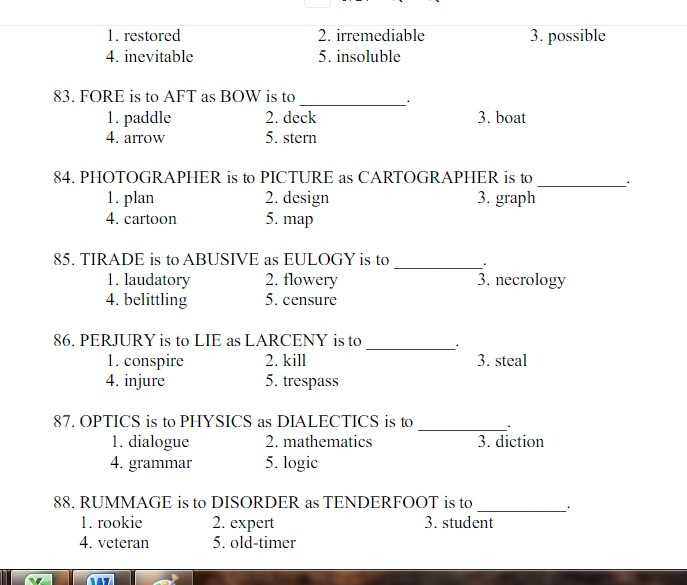 1. restored 2. irremediable 3. possible
4. inevitable 5. insoluble
83. FORE is to AFT as BOW is to ____________.
1. paddle 2. deck 3. boat
4. arrow 5. stern
84. PHOTOGRAPHER is to PICTURE as CARTOGRAPHER is to __________.
1. plan 2. design 3. graph
4. cartoon 5. map
85. TIRADE is to ABUSIVE as EULOGY is to __________.
1. laudatory 2. flowery 3. necrology
4. belittling 5. censure
86. PERJURY is to LIE as LARCENY is to __________.
1. conspire 2. kill 3. steal
4. injure 5. trespass
87. OPTICS is to PHYSICS as DIALECTICS is to __________.
1. dialogue 2. mathematics 3. diction
4. grammar 5. logic
88. RUMMAGE is to DISORDER as TENDERFOOT is to __________.
1. rookie 2. expert 3. student
4. veteran 5. old-timer